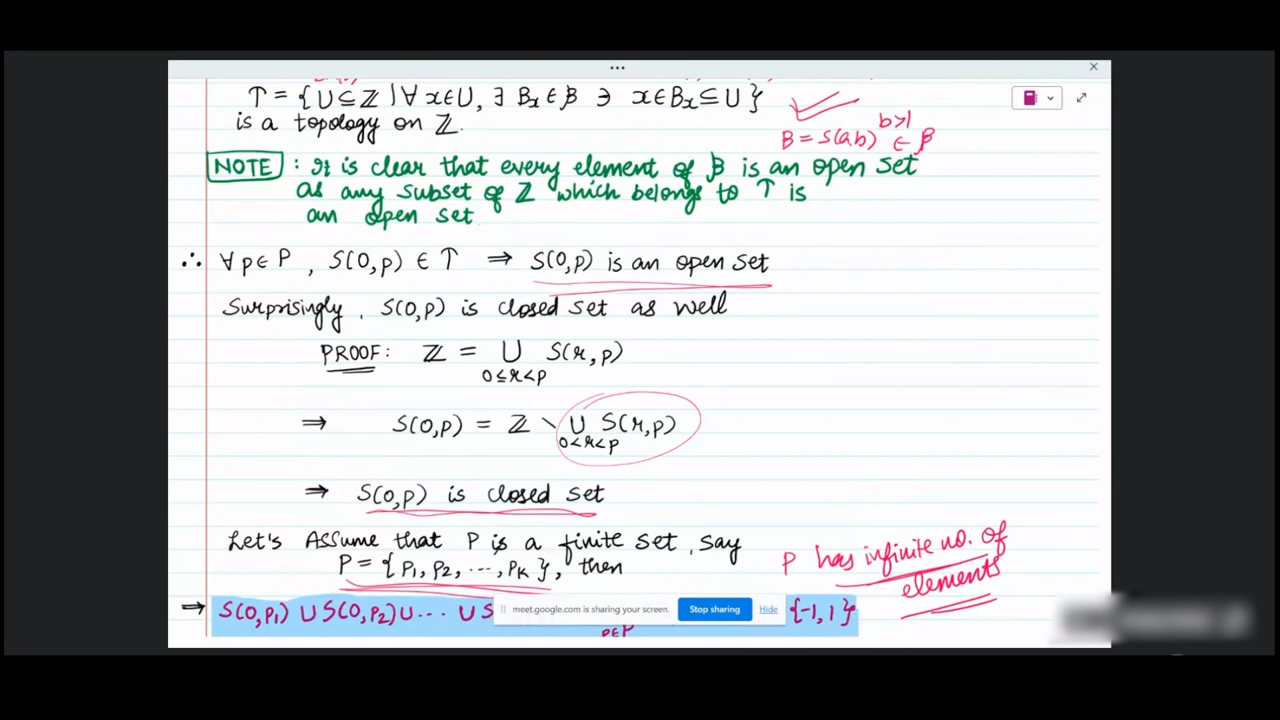 T = {U⊆ℤ | ∀ x∈U, ∃ Bx ∈ β ∋ x∈Bx ⊆ U}
is a topology on ℤ.
b>1
B = S(a,b) ∈ β
NOTE : It is clear that every element of β is an open set
as any subset of ℤ which belongs to T is
an open set
∴ ∀ p∈P, S(0,p) ∈ T ⇒ S(0,p) is an open set
Surprisingly, S(0,p) is closed set as well
PROOF: ℤ = ∪ S(r,p)
0≤r<p
⇒ S(0,p) = ℤ \ ∪ S(r,p)
0<r<p
⇒ S(0,p) is closed set
Let's Assume that P is a finite set, say
P = {p1, p2, ..., pk}, then
P has infinite no. of
elements
⇒ S(0,p1) ∪ S(0,p2) ∪ ... ∪ S
{-1,1}
p∈P
meet.google.com is sharing your screen. Stop sharing Hide